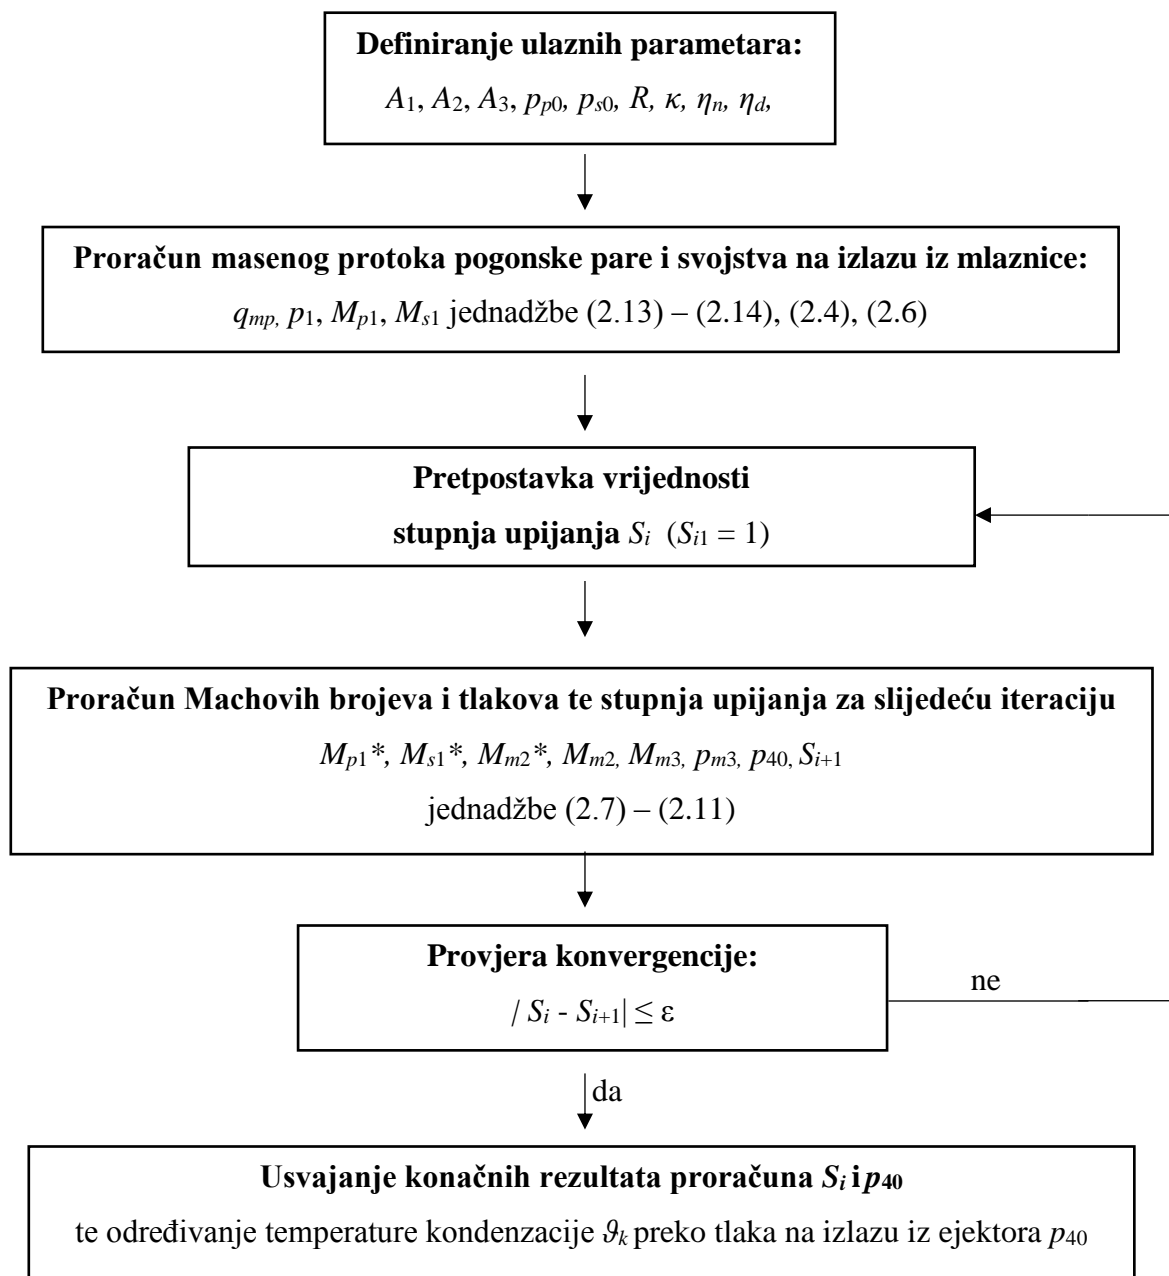 Definiranje ulaznih parametara:
A1, A2, A3, pp0, ps0, R, κ, ηn, ηd,
Proračun masenog protoka pogonske pare i svojstva na izlazu iz mlaznice:
qmp, p1, Mp1, Ms1 jednadžbe (2.13) – (2.14), (2.4), (2.6)
Pretpostavka vrijednosti
stupnja upijanja Si (Si1 = 1)
Proračun Machovih brojeva i tlakova te stupnja upijanja za slijedeću iteraciju
Mp1*, Ms1*, Mm2*, Mm2, Mm3, pm3, p40, Si+1
jednadžbe (2.7) – (2.11)
Provjera konvergencije:
| Si - Si+1| ≤ ε
ne
da
Usvajanje konačnih rezultata proračuna Si i p40
te određivanje temperature kondenzacije ϑk preko tlaka na izlazu iz ejektora p40